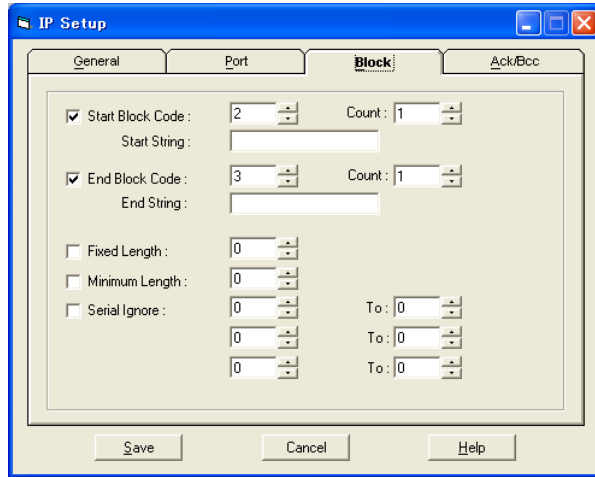 IP Setup
General Port Block Ack/Bcc
Start Block Code : 2 Count : 1
Start String :
End Block Code : 3 Count : 1
End String :
Fixed Length : 0
Minimum Length : 0
Serial Ignore : 0 To : 0
0 To : 0
0 To : 0
Save Cancel Help